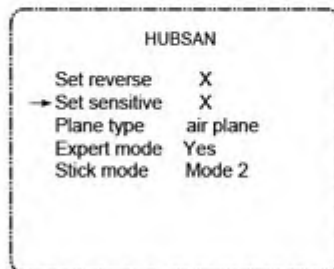 HUBSAN
Set reverse X
→ Set sensitive X
Plane type air plane
Expert mode Yes
Stick mode Mode 2